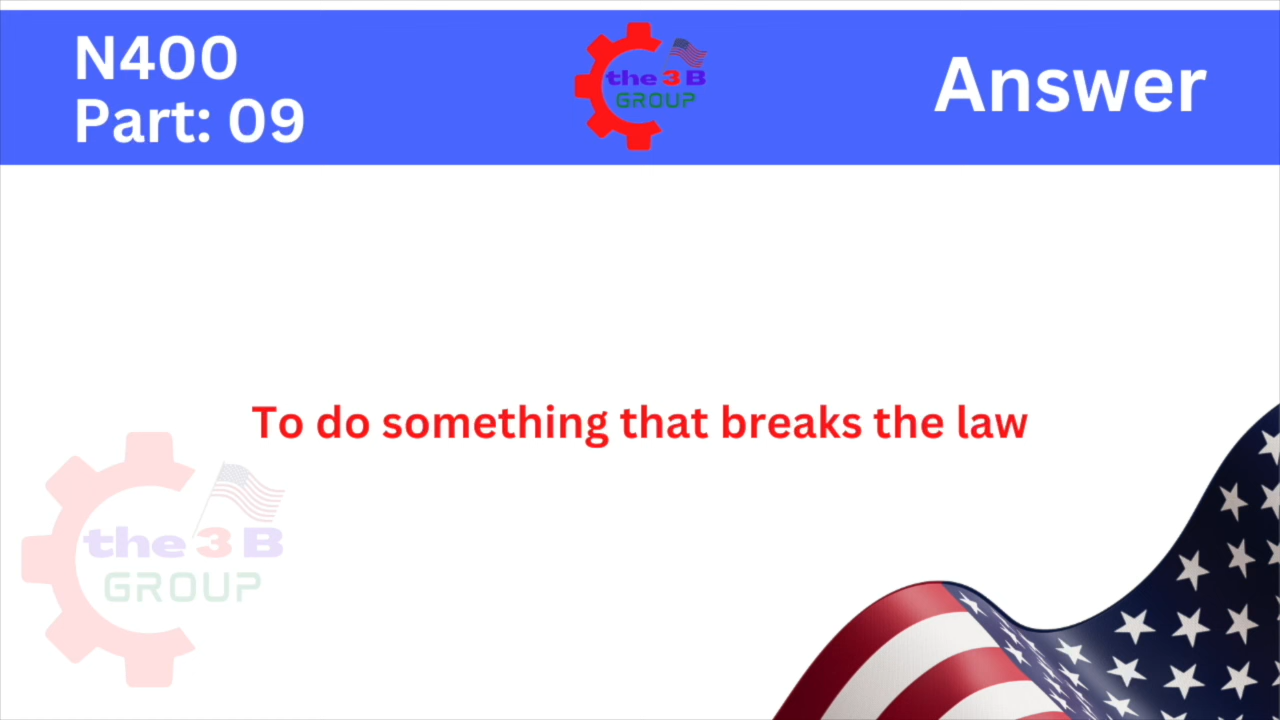 N400
Part: 09
the 3 B
GROUP
Answer
To do something that breaks the law
the 3 B
GROUP